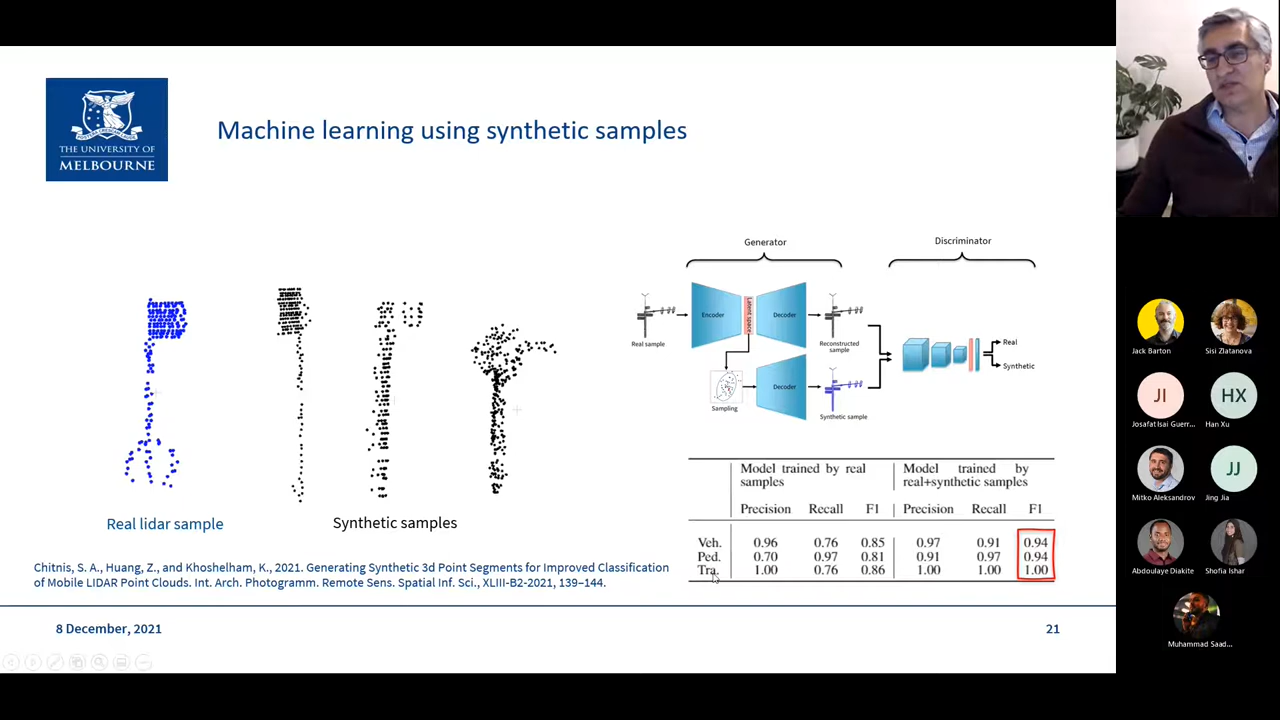 THE UNIVERSITY OF
MELBOURNE
Machine learning using synthetic samples
Real lidar sample
Synthetic samples
Generator
Discriminator
Encoder
Latent space
Decoder
Real sample
Reconstructed
sample
Real
Synthetic
Sampling
Decoder
Synthetic sample
Model trained by real
samples
Model trained by
real+synthetic samples
Precision Recall F1 Precision Recall F1
Veh. 0.96 0.76 0.85 0.97 0.91 0.94
Ped. 0.70 0.97 0.81 0.91 0.97 0.94
Tra. 1.00 0.76 0.86 1.00 1.00 1.00
Chitnis, S. A., Huang, Z., and Khoshelham, K., 2021. Generating Synthetic 3d Point Segments for Improved Classification
of Mobile LIDAR Point Clouds. Int. Arch. Photogramm. Remote Sens. Spatial Inf. Sci., XLIII-B2-2021, 139–144.
8 December, 2021
21
Jack Barton
Sisi Zlatanova
JI
HX
Josafat Isai Guerr...
Han Xu
JJ
Mitko Aleksandrov
Jing Jia
Abdoulaye Diakite
Shofia Ishar
Muhammad Saad...